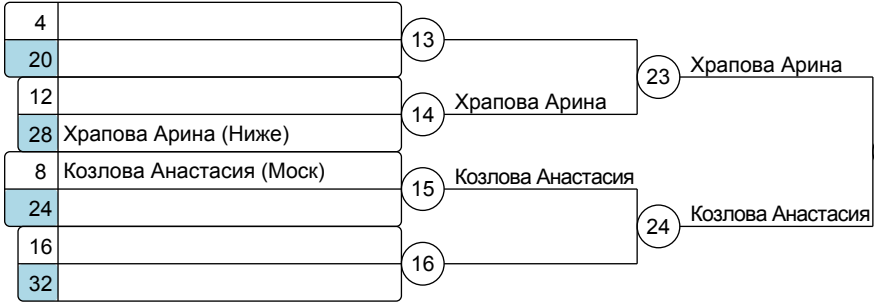 4
13
20
23 Храпова Арина
12
14 Храпова Арина
28 Храпова Арина (Ниже)
8 Козлова Анастасия (Моск)
15 Козлова Анастасия
24
24 Козлова Анастасия
16
16
32